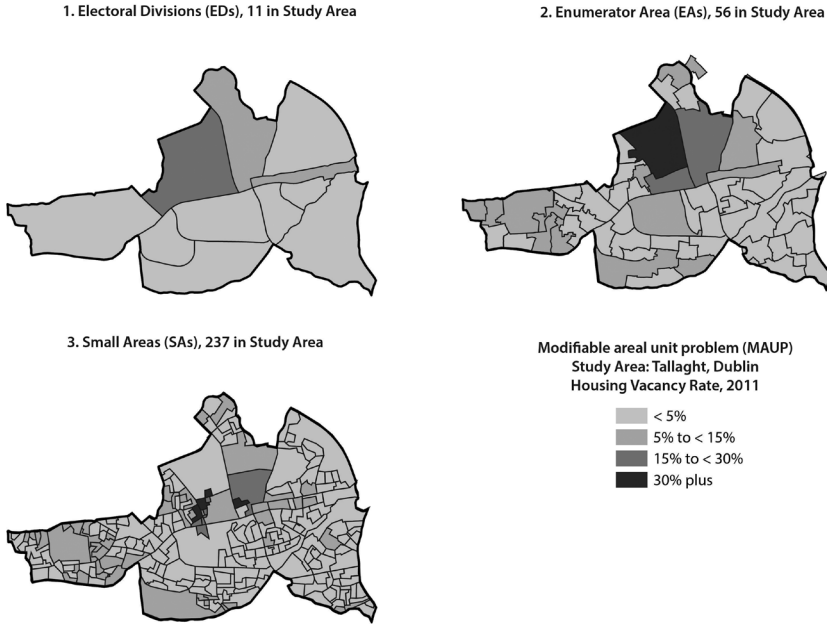 1. Electoral Divisions (EDs), 11 in Study Area
2. Enumerator Area (EAs), 56 in Study Area
3. Small Areas (SAs), 237 in Study Area
Modifiable areal unit problem (MAUP)
Study Area: Tallaght, Dublin
Housing Vacancy Rate, 2011
< 5%
5% to < 15%
15% to < 30%
30% plus